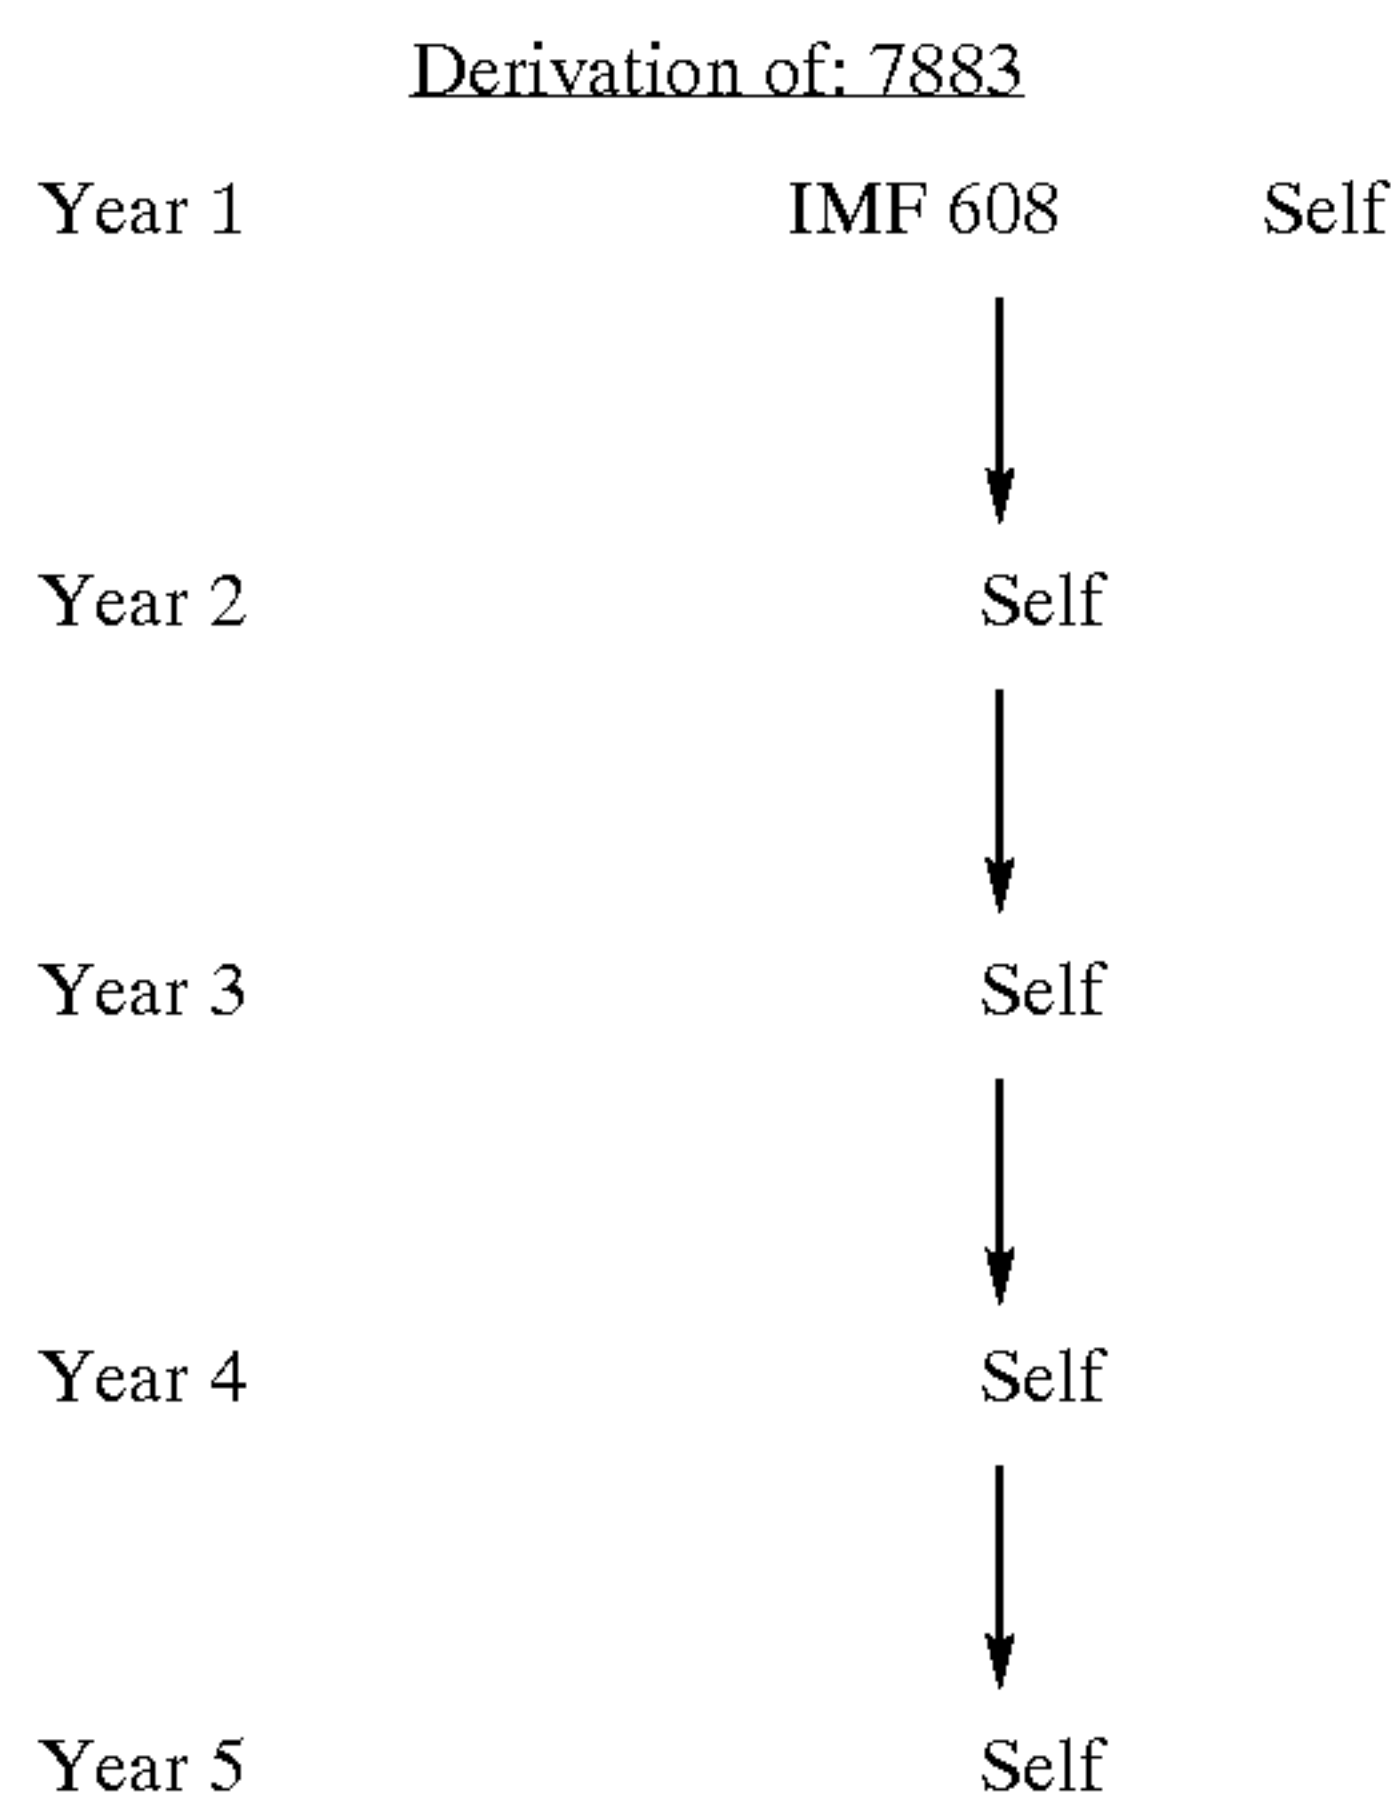 Derivation of: 7883
Year 1 IMF 608 Self
Year 2 Self
Year 3 Self
Year 4 Self
Year 5 Self